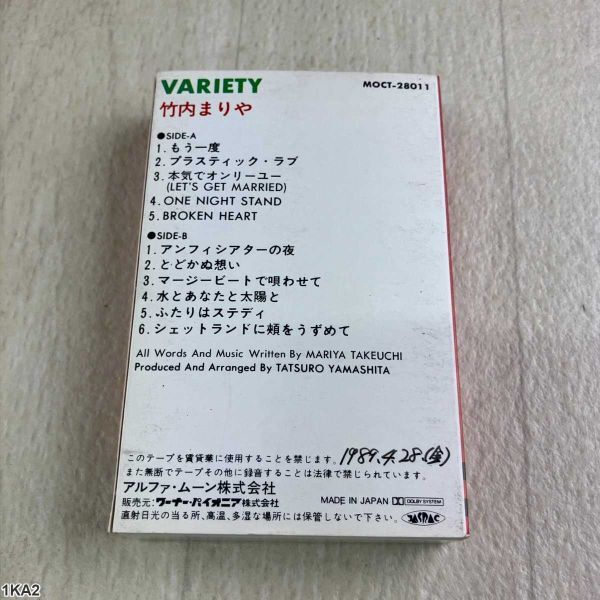 VARIETY
MOCT-28011
竹内まりや
●SIDE-A
1.もう一度
2.プラスティック・ラブ
3.本気でオンリーユー
(LET'S GET MARRIED)
4.ONE NIGHT STAND
5.BROKEN HEART
●SIDE-B
1.アンフィシアターの夜
2.とどかぬ想い
3.マージービートで唄わせて
4.水とあなたと太陽と
5.ふたりはステディ
6.シェットランドに頬をうずめて
All Words And Music Written By MARIYA TAKEUCHI
Produced And Arranged By TATSURO YAMASHITA
このテープを賃貸業に使用することを禁じます。
1989.4.28.(金)
また無断でテープその他に録音することは法律で禁じられています。
アルファ・ムーン株式会社
販売元:ワーナー・パイオニア株式会社
MADE IN JAPAN DOLBY SYSTEM
直射日光の当る所、高温、多湿な場所には保管しないで下さい。
JASRAC
1KA2